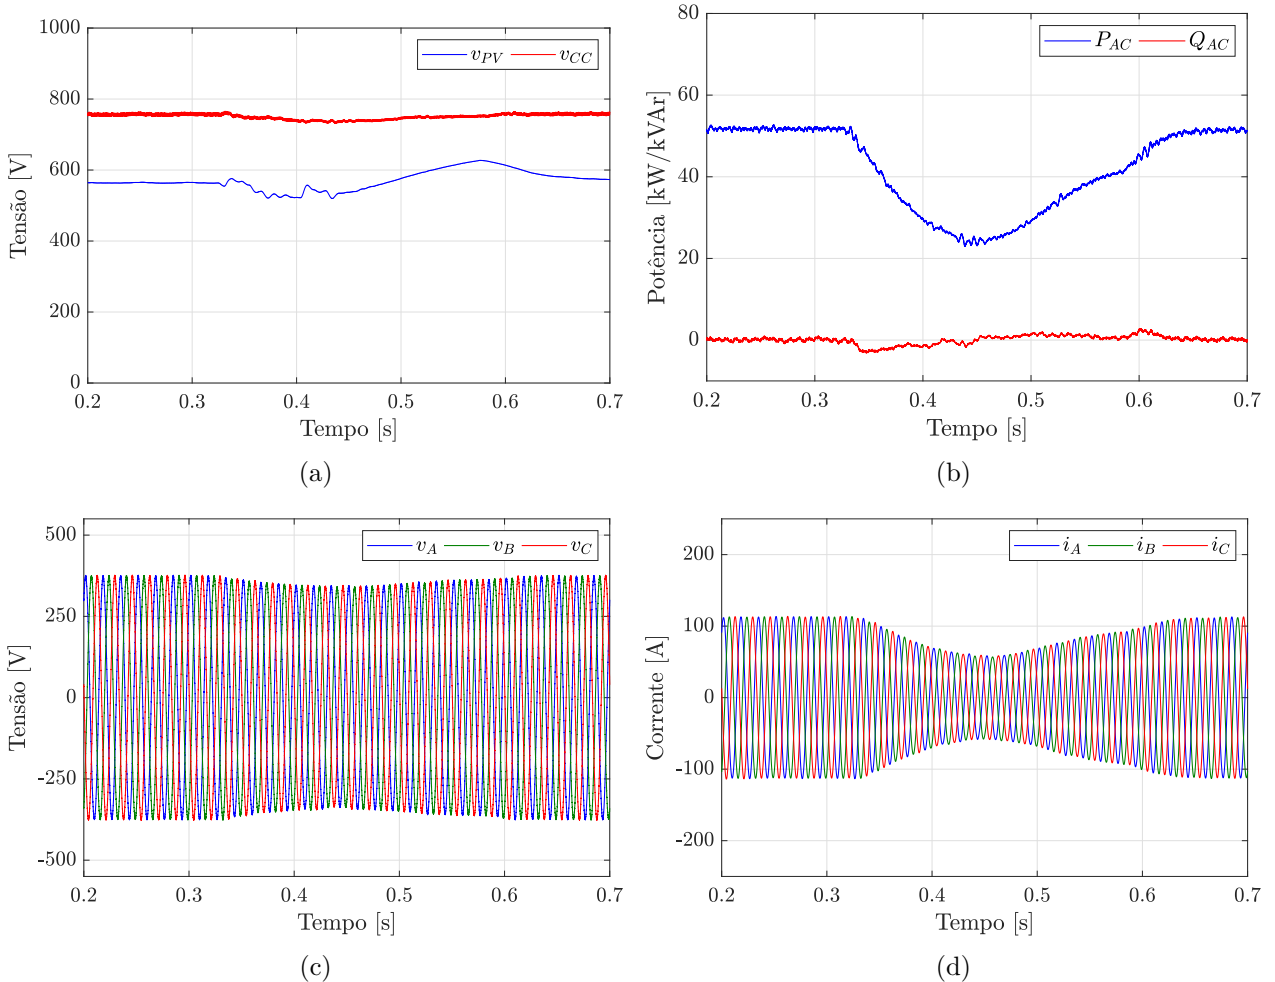 1000
800
600
400
200
0
Tensão [V]
v_PV v_CC
0.2 0.3 0.4 0.5 0.6 0.7
Tempo [s]
(a)
80
60
40
20
0
Potência [kW/kVAr]
P_AC Q_AC
0.2 0.3 0.4 0.5 0.6 0.7
Tempo [s]
(b)
500
250
0
-250
-500
Tensão [V]
v_A v_B v_C
0.2 0.3 0.4 0.5 0.6 0.7
Tempo [s]
(c)
200
100
0
-100
-200
Corrente [A]
i_A i_B i_C
0.2 0.3 0.4 0.5 0.6 0.7
Tempo [s]
(d)